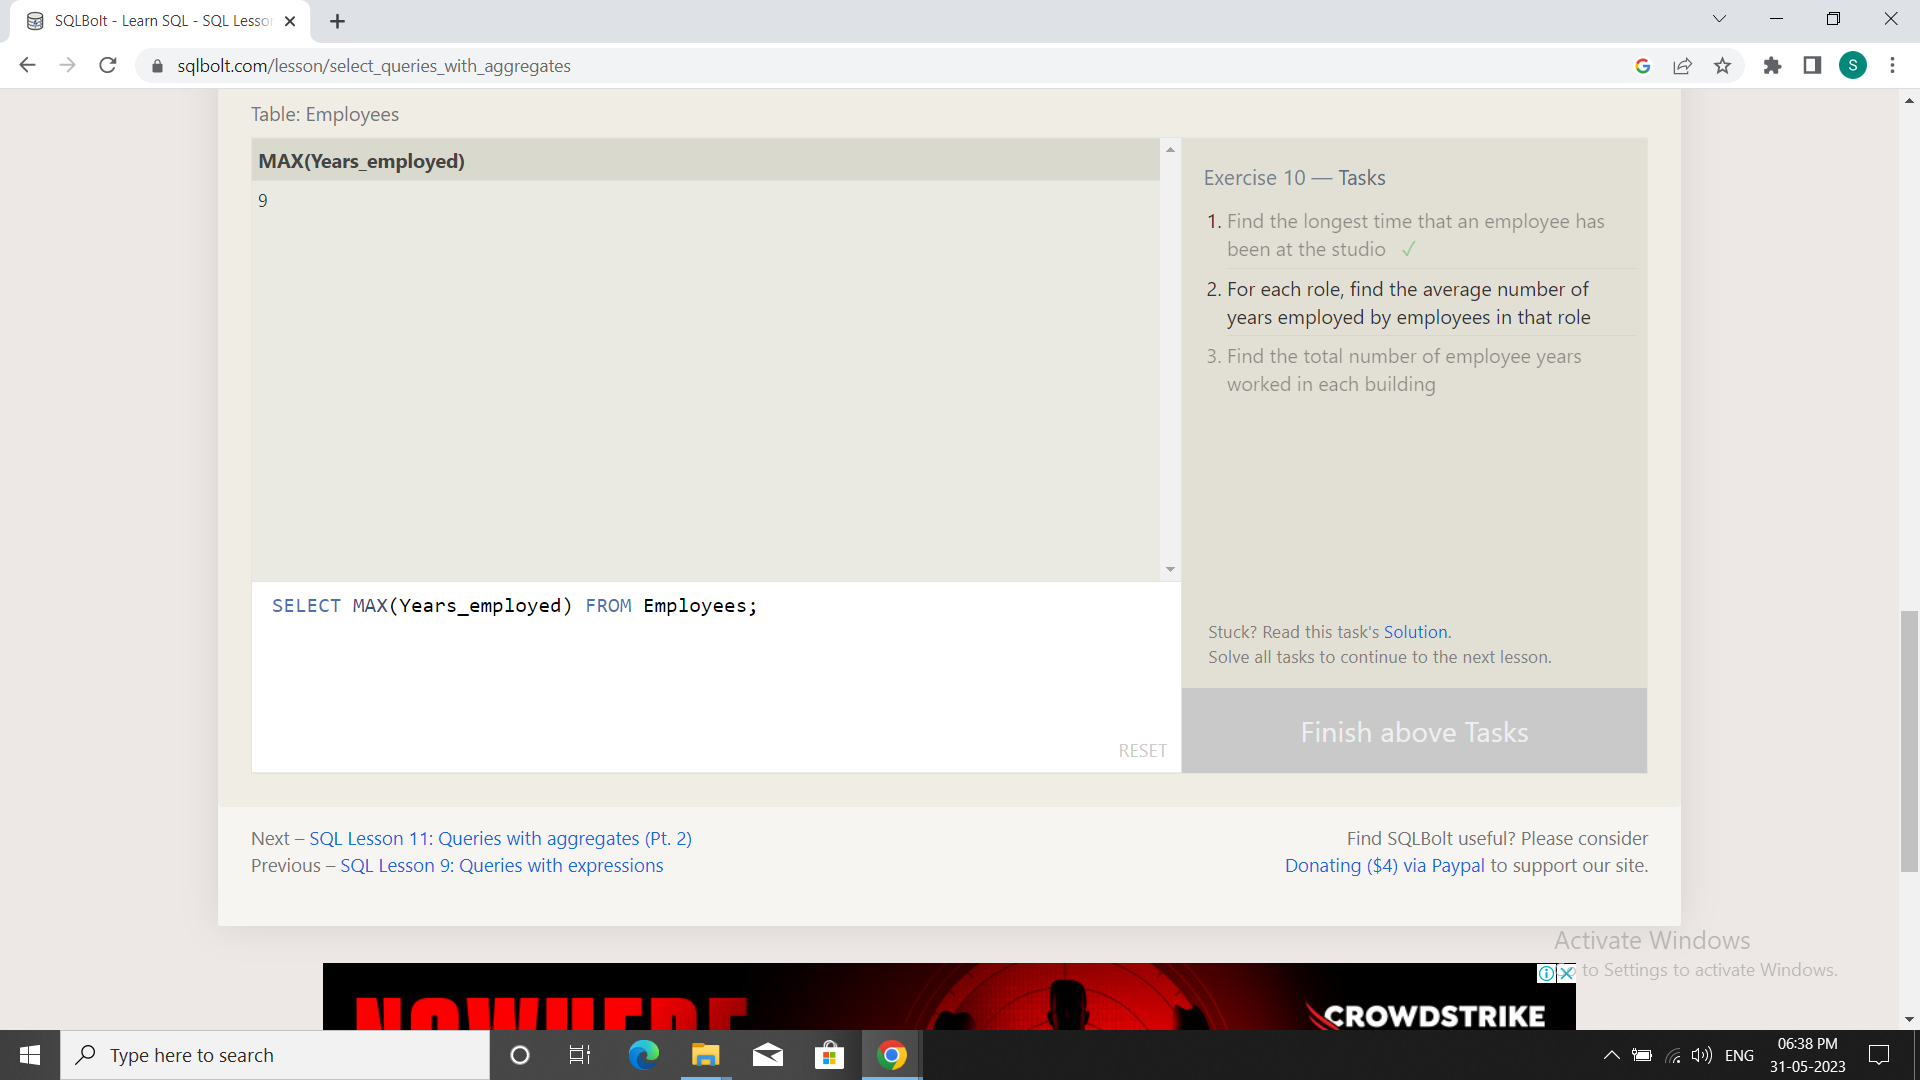 SQLBolt - Learn SQL - SQL Lesso
sqlbolt.com/lesson/select_queries_with_aggregates
S
Table: Employees
MAX(Years_employed)
9
SELECT MAX(Years_employed) FROM Employees;
RESET
Exercise 10 — Tasks
1. Find the longest time that an employee has
been at the studio ✓
2. For each role, find the average number of
years employed by employees in that role
3. Find the total number of employee years
worked in each building
Stuck? Read this task's Solution.
Solve all tasks to continue to the next lesson.
Finish above Tasks
Next – SQL Lesson 11: Queries with aggregates (Pt. 2)
Previous – SQL Lesson 9: Queries with expressions
Find SQLBolt useful? Please consider
Donating ($4) via Paypal to support our site.
Activate Windows
to Settings to activate Windows.
NOWHERE
CROWDSTRIKE
Type here to search
ENG
06:38 PM
31-05-2023